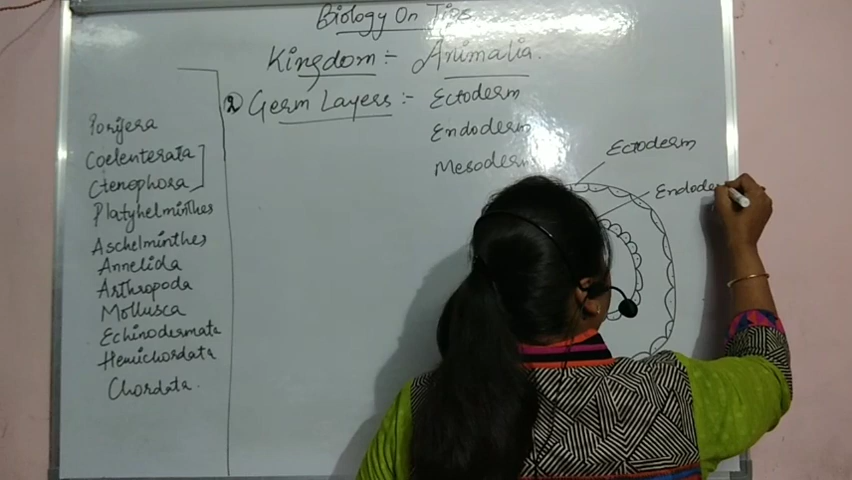 Biology On Tips
Kingdom :- Animalia.
2 Germ Layers :- Ectoderm
Endoderm
Mesoderm
Ectoderm
Endode
Porifera
Coelenterata
Ctenophora
Platyhelminthes
Aschelminthes
Annelida
Arthropoda
Mollusca
Echinodermata
Hemichordata
Chordata.